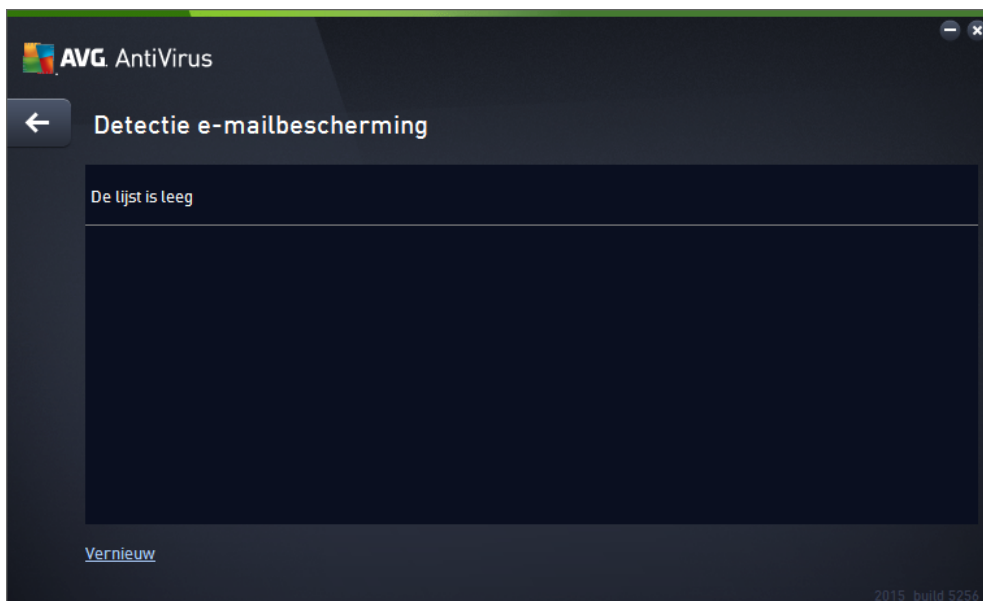 AVG. AntiVirus
Detectie e-mailbescherming
De lijst is leeg
Vernieuw
2015 build 5256